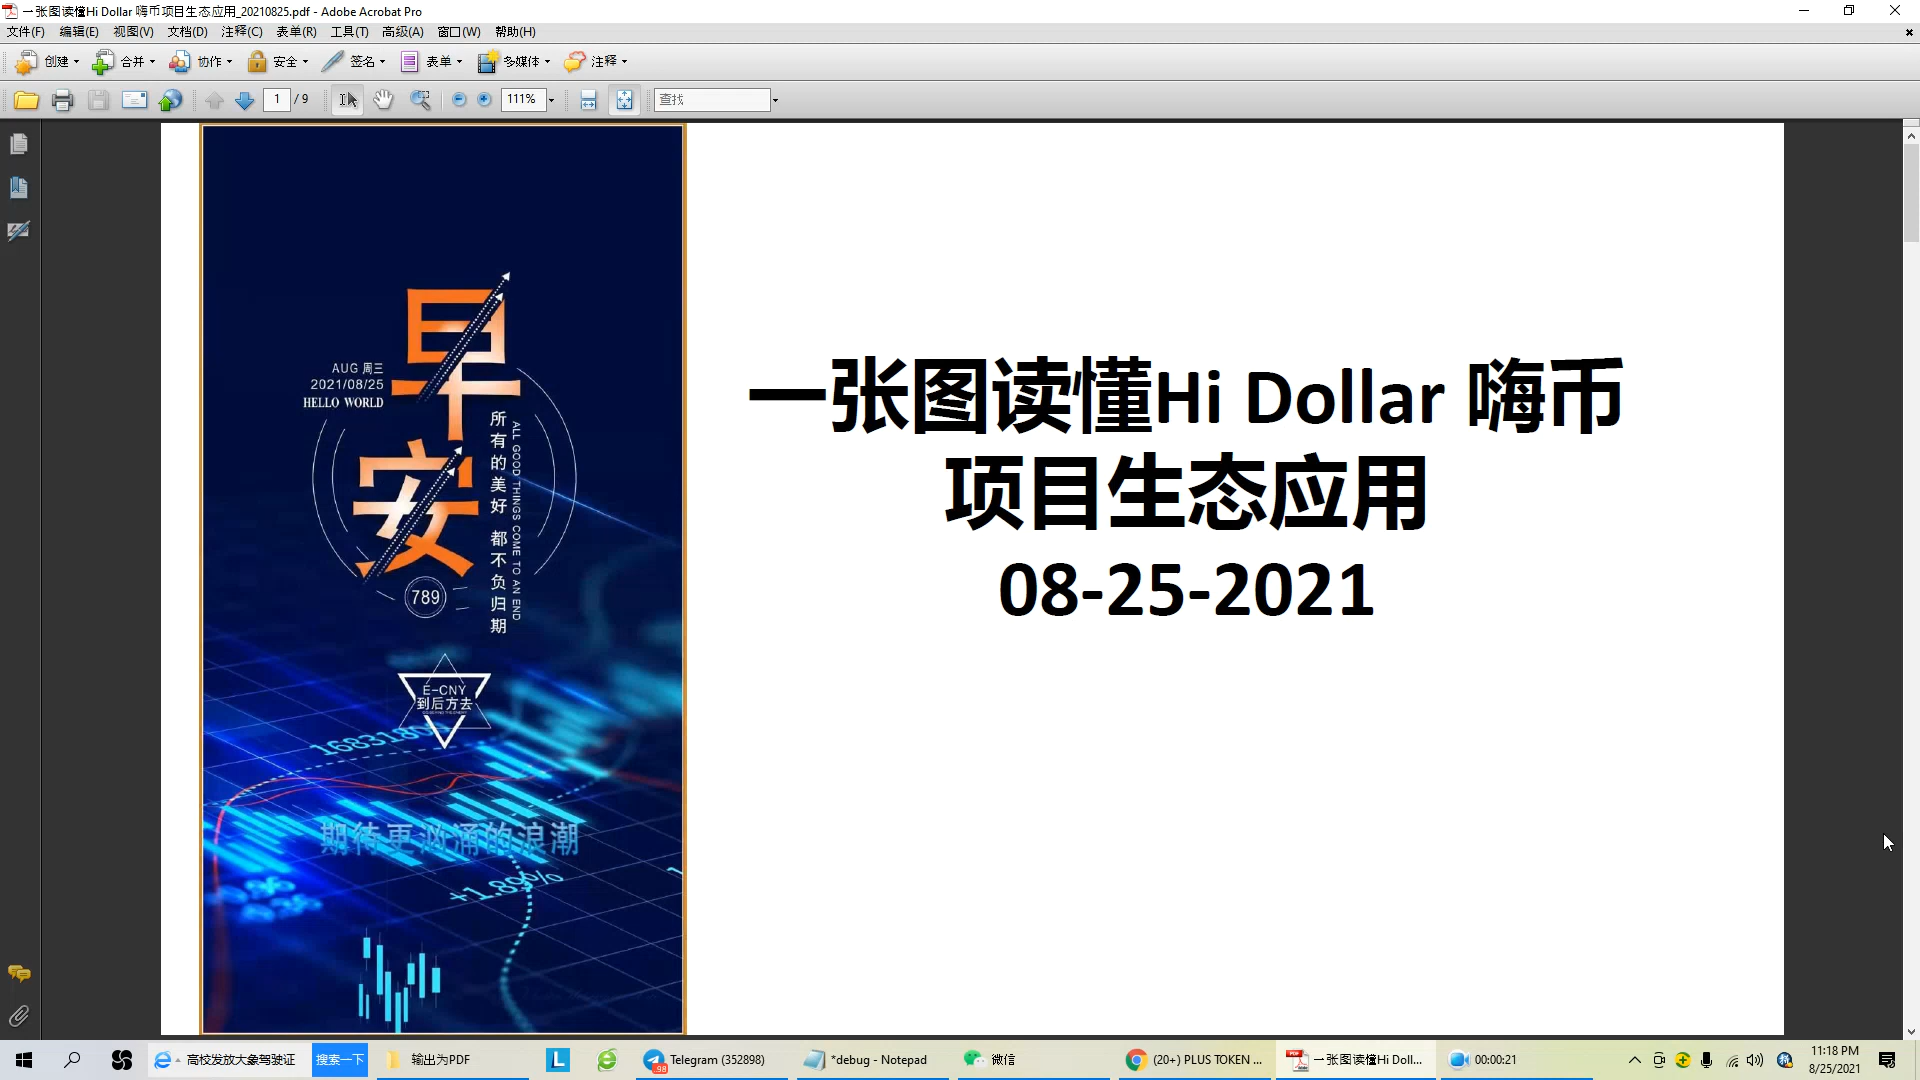 一张图读懂Hi Dollar 嗨币项目生态应用_20210825.pdf - Adobe Acrobat Pro
文件(F) 编辑(E) 视图(V) 文档(D) 注释(C) 表单(R) 工具(T) 高级(A) 窗口(W) 帮助(H)
创建 合并 协作 安全 签名 表单 多媒体 注释
1 / 9 111% 查找
早安
AUG 周三
2021/08/25
HELLO WORLD
所有的美好 都不负归期
ALL GOOD THINGS COME TO AN END
789
E-CNY
到后方去
1683180
期待更汹涌的浪潮
+1.89%
一张图读懂Hi Dollar 嗨币
项目生态应用
08-25-2021
高校发放大象驾驶证 搜索一下 输出为PDF Telegram (352898) *debug - Notepad 微信 (20+) PLUS TOKEN ... 一张图读懂Hi Doll... 00:00:21
98
11:18 PM
8/25/2021